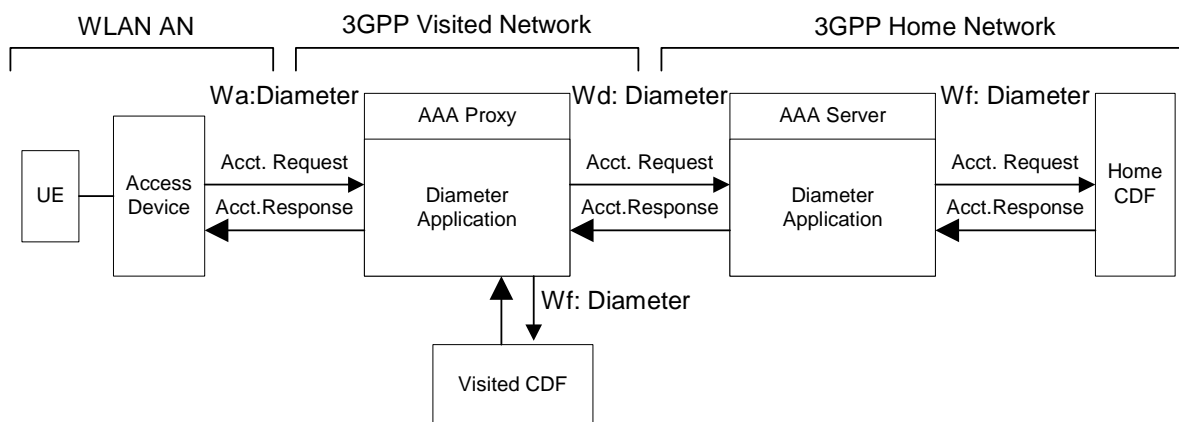 WLAN AN
3GPP Visited Network
3GPP Home Network
Wa:Diameter
Wd: Diameter
Wf: Diameter
AAA Proxy
AAA Server
UE
Access
Device
Acct. Request
Acct.Response
Diameter
Application
Acct. Request
Acct.Response
Diameter
Application
Acct. Request
Acct.Response
Home
CDF
Wf: Diameter
Visited CDF